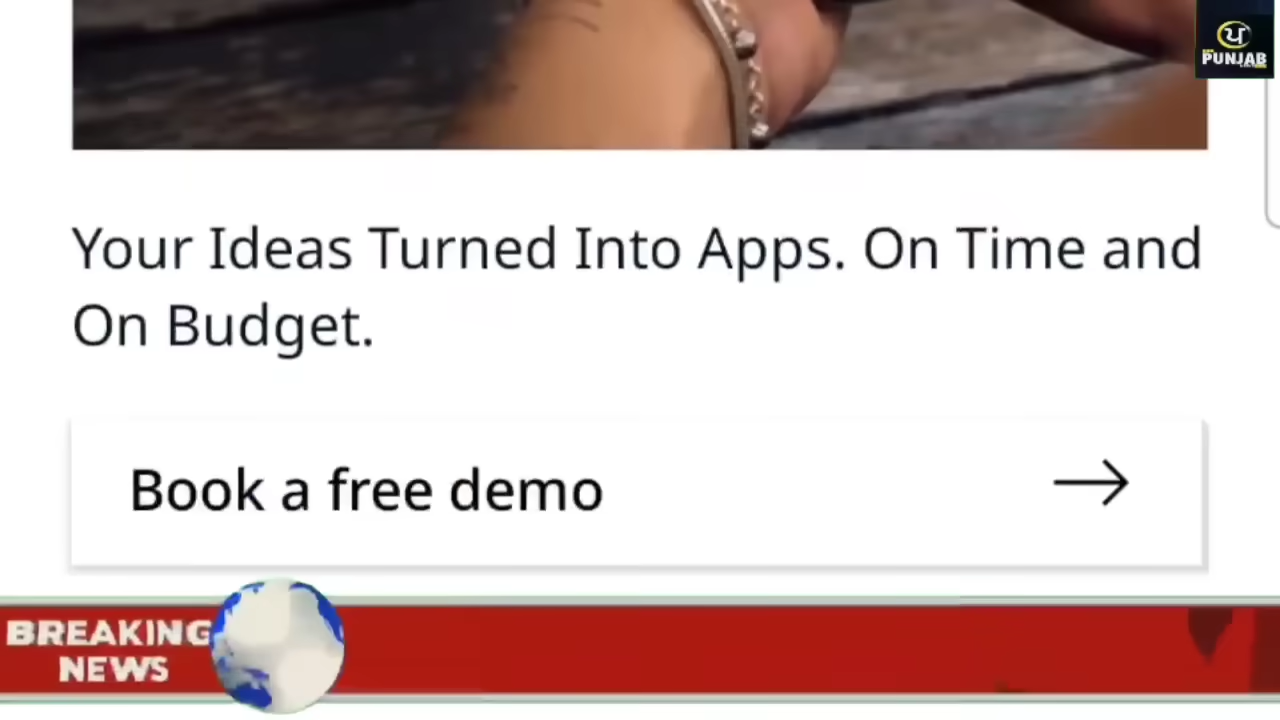 ਪ
PUNJAB
Your Ideas Turned Into Apps. On Time and
On Budget.
Book a free demo
BREAKING
NEWS